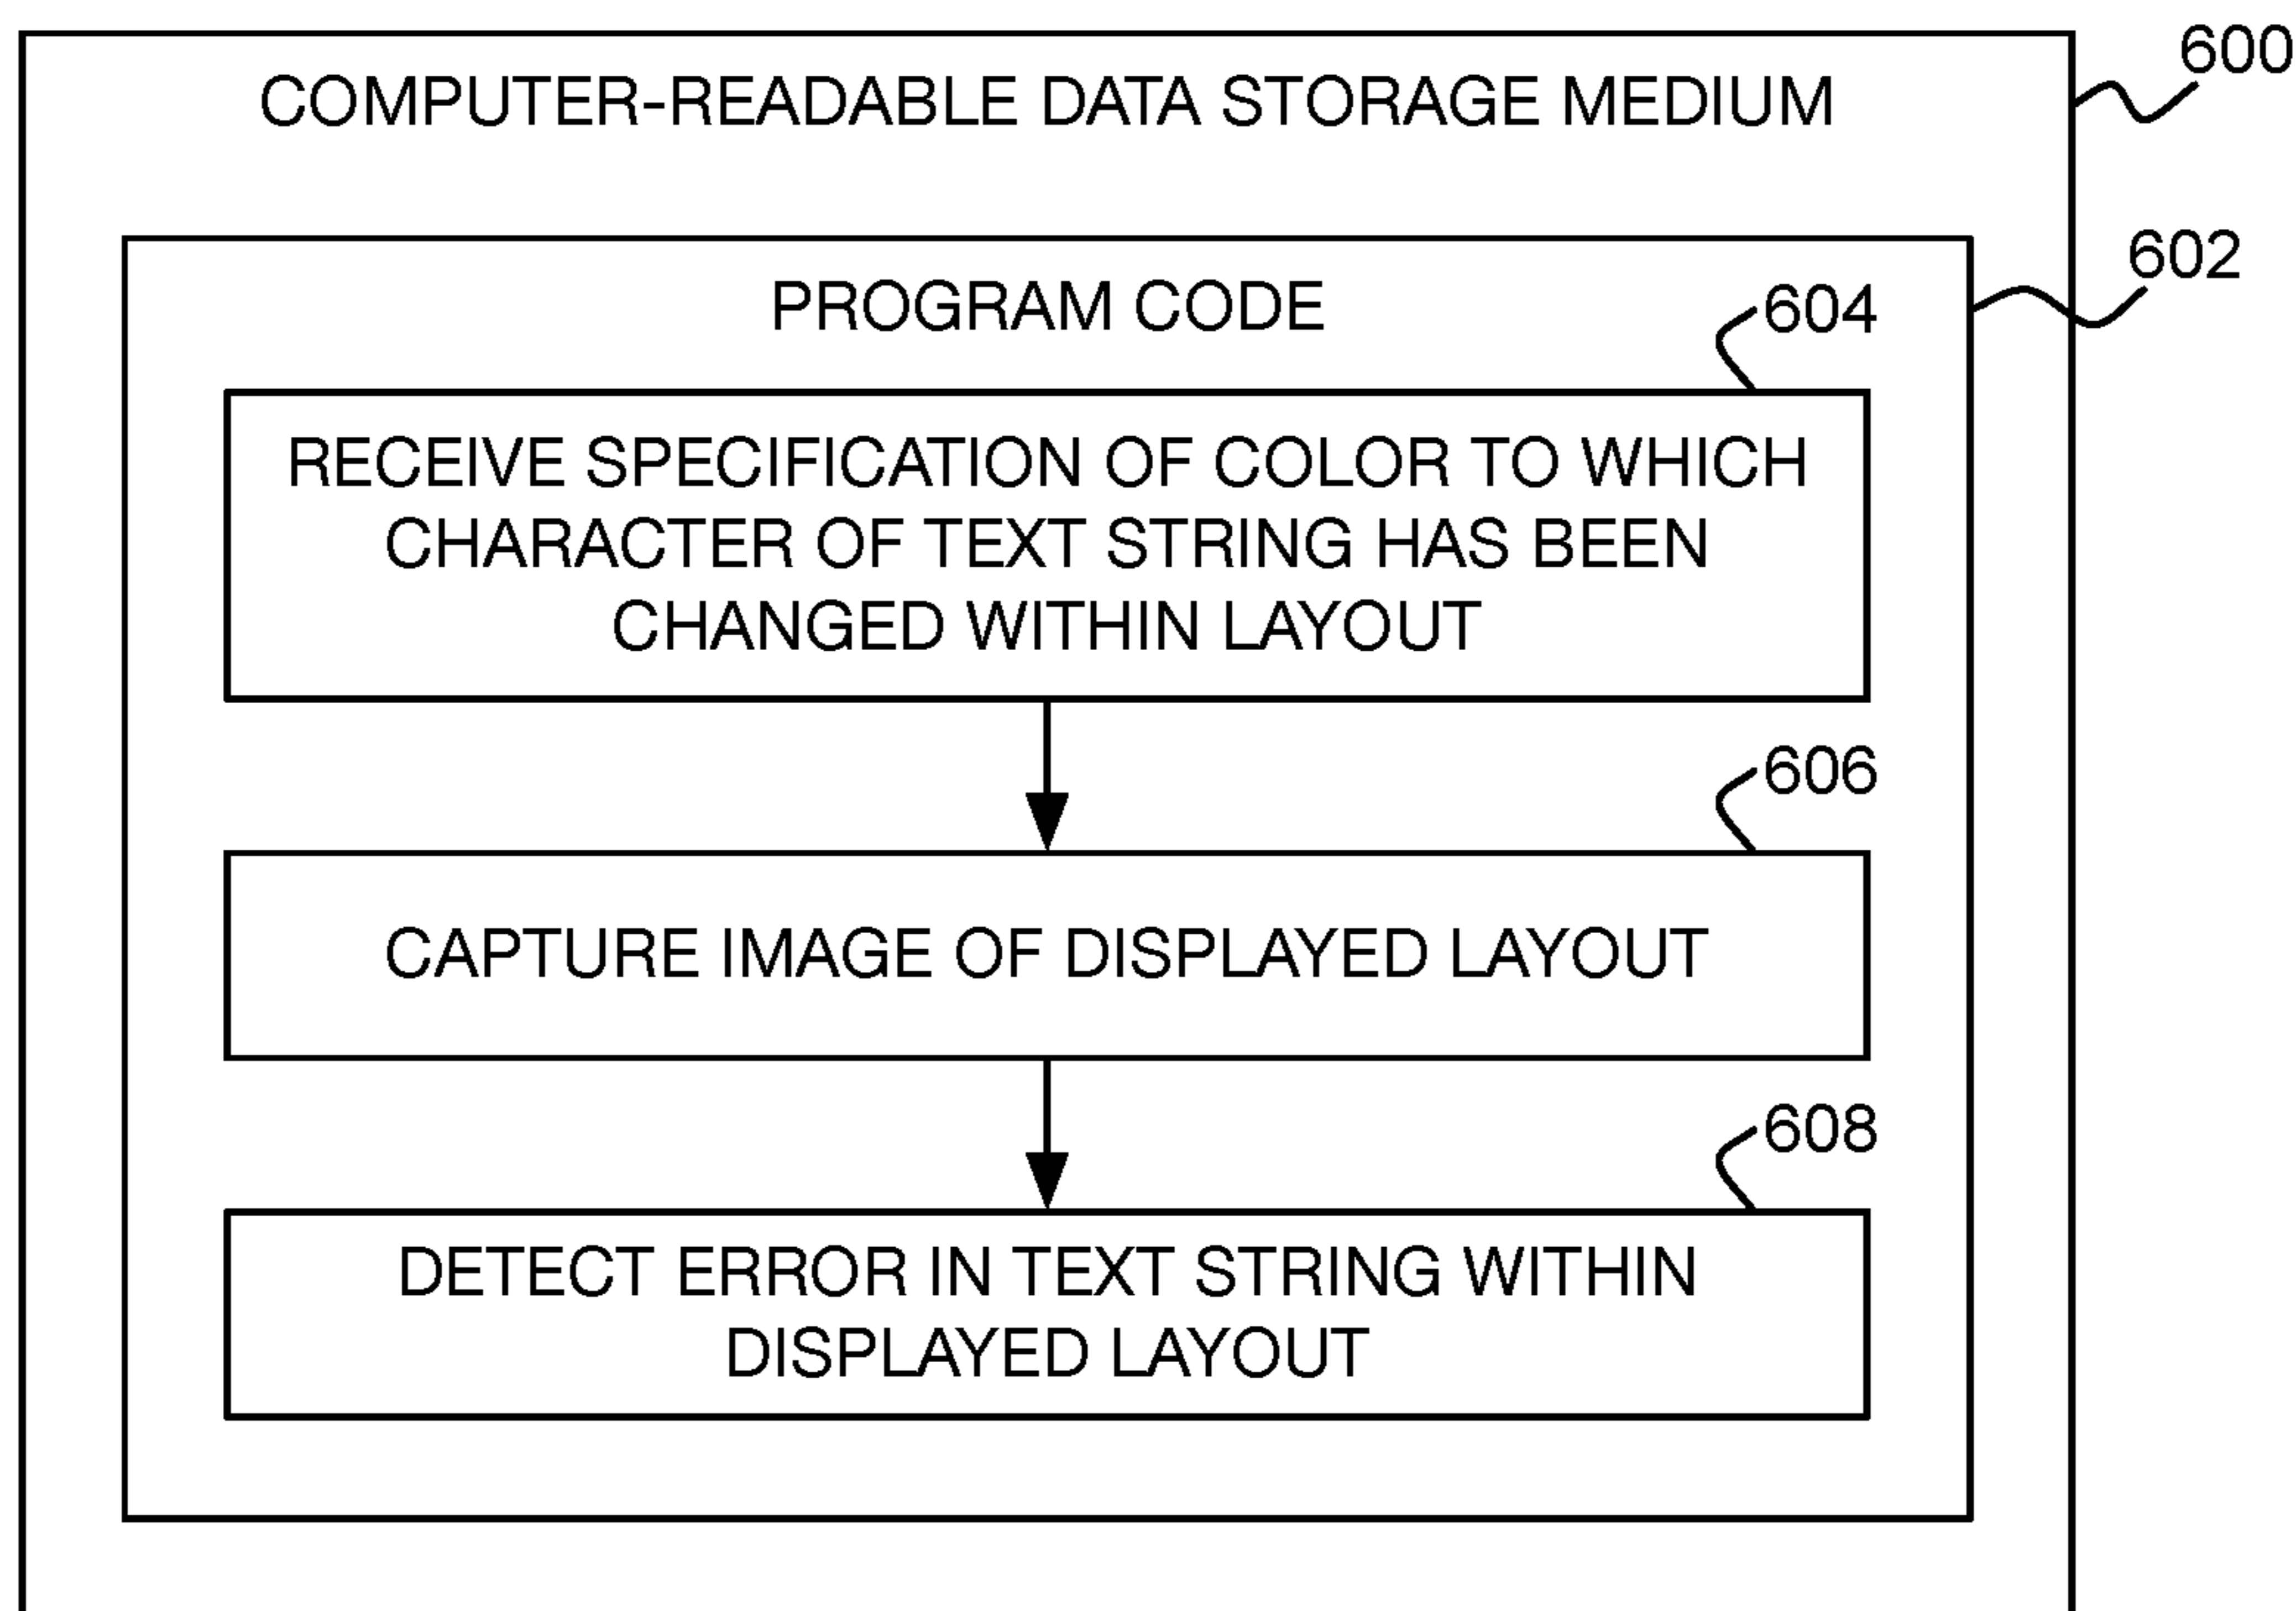 600
COMPUTER-READABLE DATA STORAGE MEDIUM
602
PROGRAM CODE
604
RECEIVE SPECIFICATION OF COLOR TO WHICH
CHARACTER OF TEXT STRING HAS BEEN
CHANGED WITHIN LAYOUT
606
CAPTURE IMAGE OF DISPLAYED LAYOUT
608
DETECT ERROR IN TEXT STRING WITHIN
DISPLAYED LAYOUT